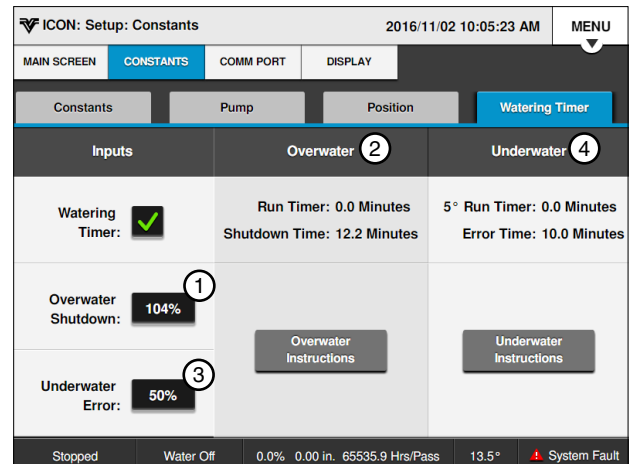 ICON: Setup: Constants 2016/11/02 10:05:23 AM MENU
MAIN SCREEN CONSTANTS COMM PORT DISPLAY
Constants Pump Position Watering Timer
Inputs Overwater 2 Underwater 4
Watering Timer:
Run Timer: 0.0 Minutes
Shutdown Time: 12.2 Minutes
5° Run Timer: 0.0 Minutes
Error Time: 10.0 Minutes
1
Overwater Shutdown: 104%
Overwater Instructions
Underwater Instructions
3
Underwater Error: 50%
Stopped Water Off 0.0% 0.00 in. 65535.9 Hrs/Pass 13.5° System Fault